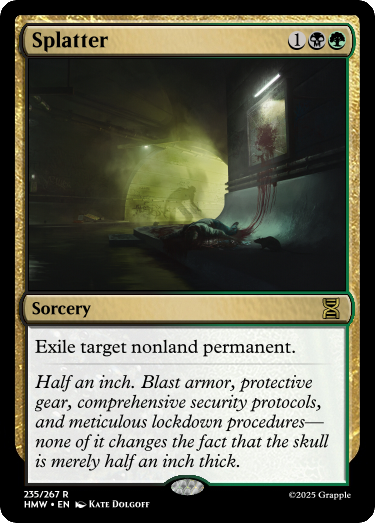 Splatter 1
Sorcery
Exile target nonland permanent.
Half an inch. Blast armor, protective
gear, comprehensive security protocols,
and meticulous lockdown procedures—
none of it changes the fact that the skull
is merely half an inch thick.
235/267 R
HMW • EN Kate Dolgoff
©2025 Grapple